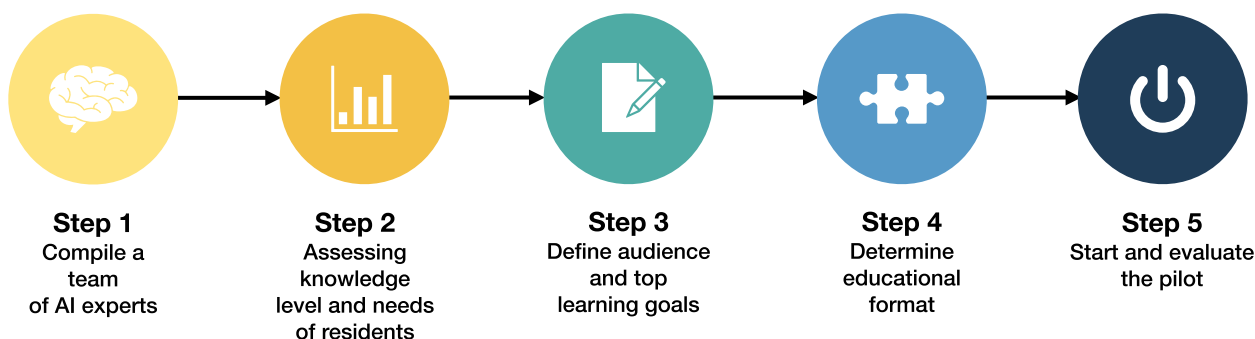 Step 1
Compile a
team
of AI experts
Step 2
Assessing
knowledge
level and needs
of residents
Step 3
Define audience
and top
learning goals
Step 4
Determine
educational
format
Step 5
Start and evaluate
the pilot